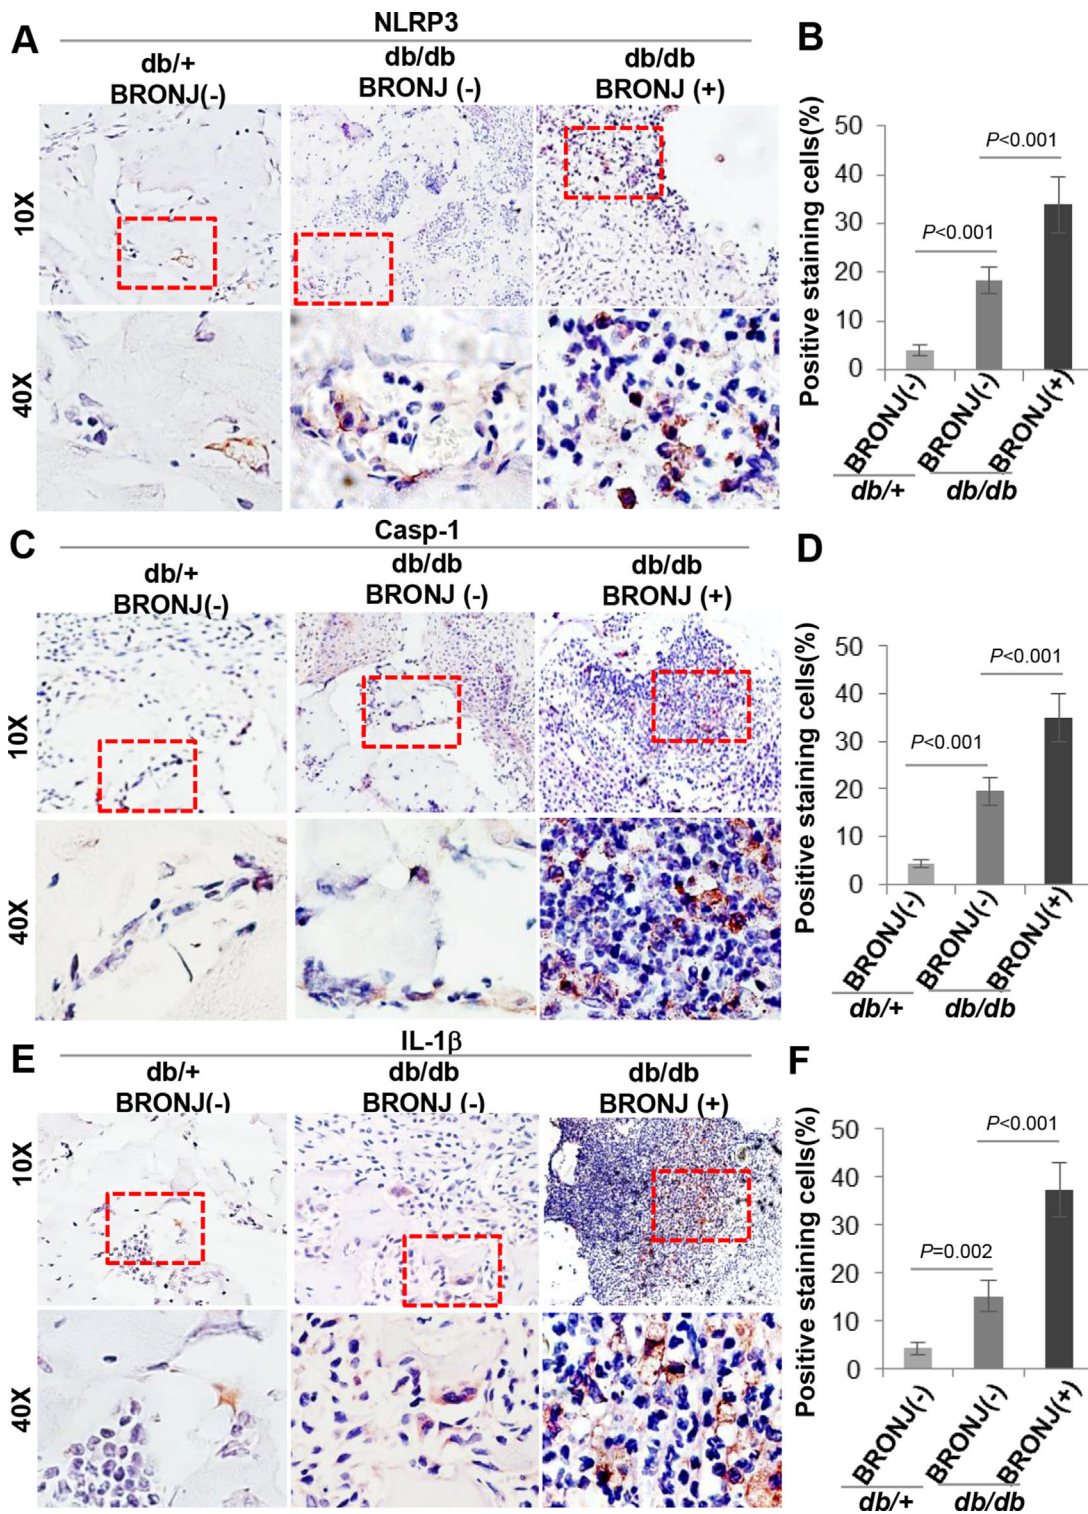 A
NLRP3
db/+
BRONJ(-)
db/db
BRONJ (-)
db/db
BRONJ (+)
10X
40X
B
Positive staining cells(%)
50
40
30
20
10
0
P<0.001
P<0.001
BRONJ(-)
BRONJ(-)
BRONJ(+)
db/+
db/db
C
Casp-1
db/+
BRONJ(-)
db/db
BRONJ (-)
db/db
BRONJ (+)
10X
40X
D
Positive staining cells(%)
50
40
30
20
10
0
P<0.001
P<0.001
BRONJ(-)
BRONJ(-)
BRONJ(+)
db/+
db/db
E
IL-1β
db/+
BRONJ(-)
db/db
BRONJ (-)
db/db
BRONJ (+)
10X
40X
F
Positive staining cells(%)
50
40
30
20
10
0
P<0.001
P=0.002
BRONJ(-)
BRONJ(-)
BRONJ(+)
db/+
db/db